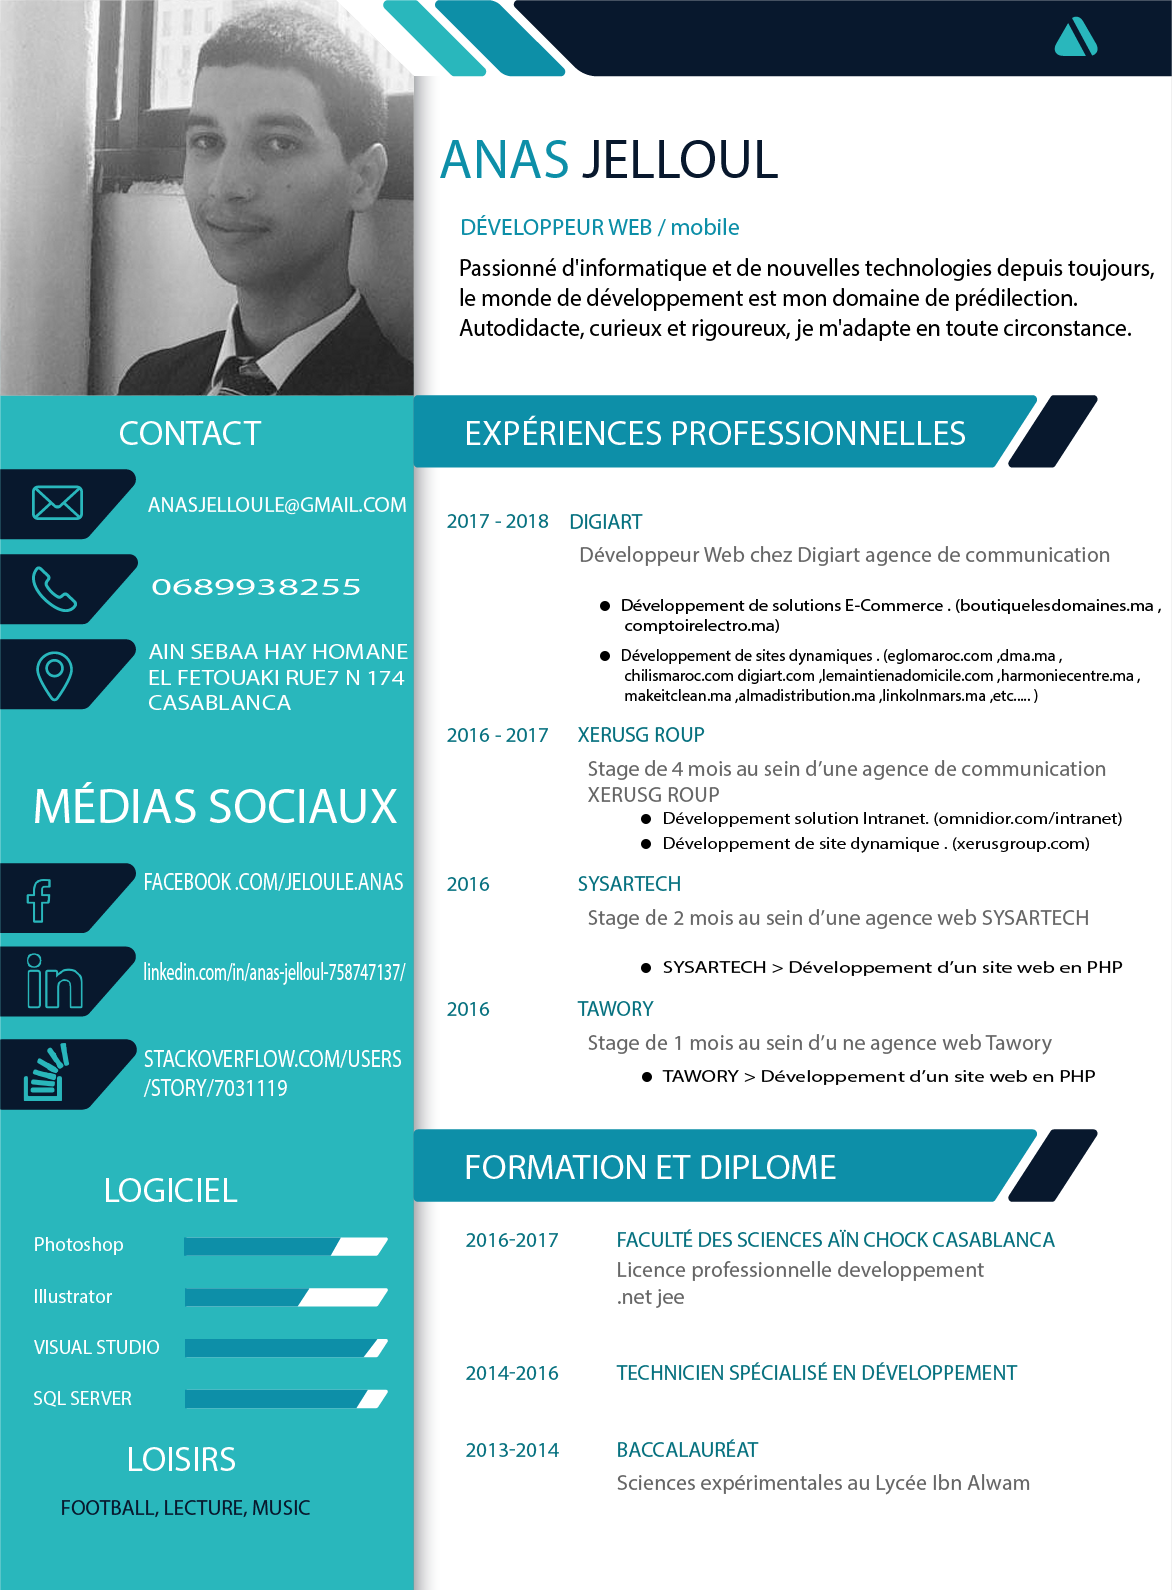 ANAS JELLOUL
DÉVELOPPEUR WEB / mobile
Passionné d'informatique et de nouvelles technologies depuis toujours,
le monde de développement est mon domaine de prédilection.
Autodidacte, curieux et rigoureux, je m'adapte en toute circonstance.
CONTACT
ANASJELLOULE@GMAIL.COM
0689938255
AIN SEBAA HAY HOMANE
EL FETOUAKI RUE7 N 174
CASABLANCA
MÉDIAS SOCIAUX
FACEBOOK .COM/JELOULE.ANAS
linkedin.com/in/anas-jelloul-758747137/
STACKOVERFLOW.COM/USERS
/STORY/7031119
LOGICIEL
Photoshop
Illustrator
VISUAL STUDIO
SQL SERVER
LOISIRS
FOOTBALL, LECTURE, MUSIC
EXPÉRIENCES PROFESSIONNELLES
2017 - 2018 DIGIART
Développeur Web chez Digiart agence de communication
● Développement de solutions E-Commerce . (boutiquelesdomaines.ma ,
comptoirelectro.ma)
● Développement de sites dynamiques . (eglomaroc.com ,dma.ma ,
chilismaroc.com digiart.com ,lemaintienadomicile.com ,harmoniecentre.ma ,
makeitclean.ma ,almadistribution.ma ,linkolnmars.ma ,etc..... )
2016 - 2017 XERUSG ROUP
Stage de 4 mois au sein d’une agence de communication
XERUSG ROUP
● Développement solution Intranet. (omnidior.com/intranet)
● Développement de site dynamique . (xerusgroup.com)
2016 SYSARTECH
Stage de 2 mois au sein d’une agence web SYSARTECH
● SYSARTECH > Développement d’un site web en PHP
2016 TAWORY
Stage de 1 mois au sein d’u ne agence web Tawory
● TAWORY > Développement d’un site web en PHP
FORMATION ET DIPLOME
2016-2017 FACULTÉ DES SCIENCES AÏN CHOCK CASABLANCA
Licence professionnelle developpement
.net jee
2014-2016 TECHNICIEN SPÉCIALISÉ EN DÉVELOPPEMENT
2013-2014 BACCALAURÉAT
Sciences expérimentales au Lycée Ibn Alwam